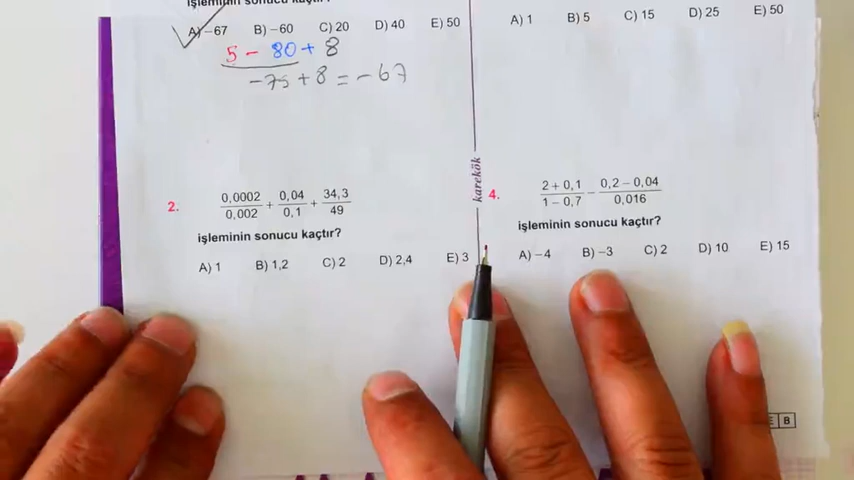 işleminin sonucu kaçtır?
A) −67 B) −60 C) 20 D) 40 E) 50
5 − 80 + 8
−75 + 8 = −67
2. 0,0002/0,002 + 0,04/0,1 + 34,3/49
işleminin sonucu kaçtır?
A) 1 B) 1,2 C) 2 D) 2,4 E) 3
karekök
A) 1 B) 5 C) 15 D) 25 E) 50
4. 2 + 0,1/1 − 0,7 − 0,2 − 0,04/0,016
işleminin sonucu kaçtır?
A) −4 B) −3 C) 2 D) 10 E) 15
E B